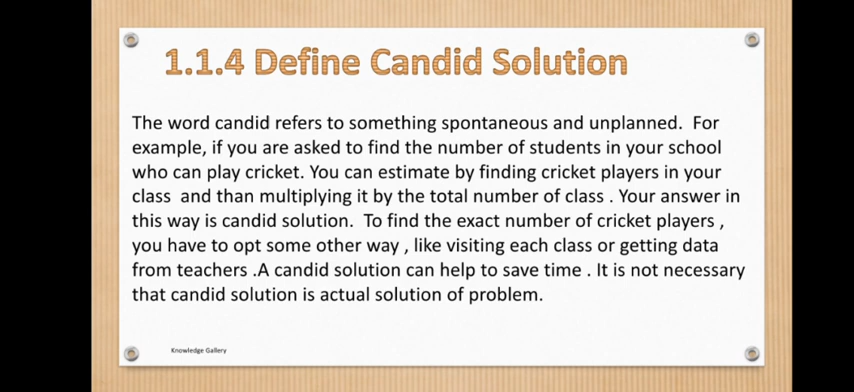 1.1.4 Define Candid Solution
The word candid refers to something spontaneous and unplanned. For
example, if you are asked to find the number of students in your school
who can play cricket. You can estimate by finding cricket players in your
class and than multiplying it by the total number of class . Your answer in
this way is candid solution. To find the exact number of cricket players ,
you have to opt some other way , like visiting each class or getting data
from teachers .A candid solution can help to save time . It is not necessary
that candid solution is actual solution of problem.
Knowledge Gallery